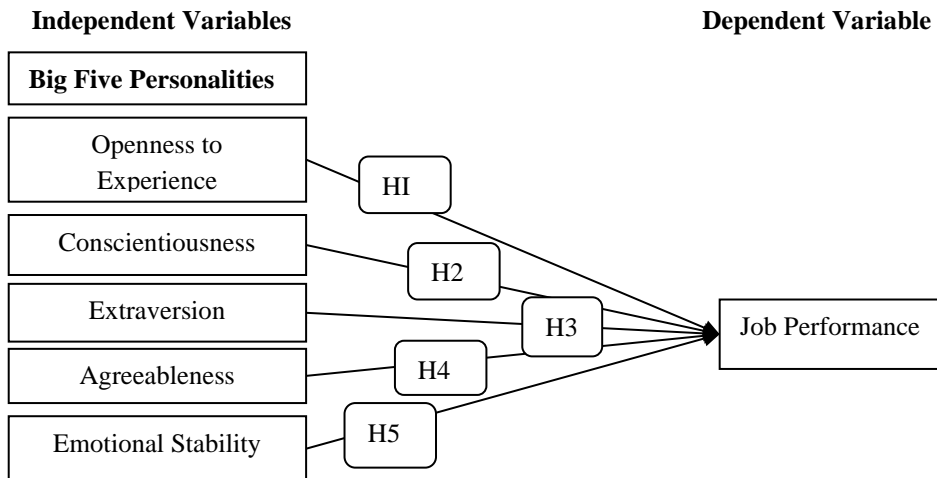 Independent Variables
Dependent Variable
Big Five Personalities
Openness to
Experience
HI
Conscientiousness
H2
Extraversion
H3
Job Performance
Agreeableness
H4
Emotional Stability
H5